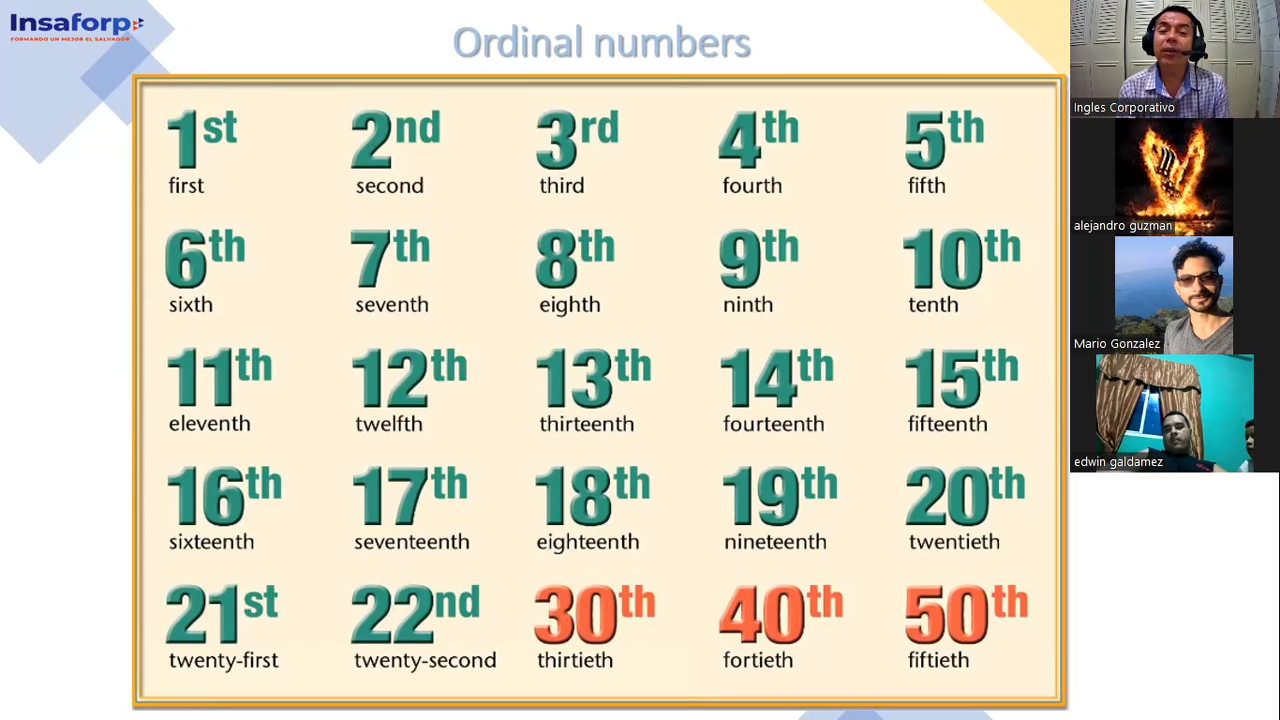 Insaforp
FORMANDO UN MEJOR EL SALVADOR
Ordinal numbers
1st 2nd 3rd 4th 5th
first second third fourth fifth
6th 7th 8th 9th 10th
sixth seventh eighth ninth tenth
11th 12th 13th 14th 15th
eleventh twelfth thirteenth fourteenth fifteenth
16th 17th 18th 19th 20th
sixteenth seventeenth eighteenth nineteenth twentieth
21st 22nd 30th 40th 50th
twenty-first twenty-second thirtieth fortieth fiftieth
Ingles Corporativo
alejandro guzman
Mario Gonzalez
edwin galdamez